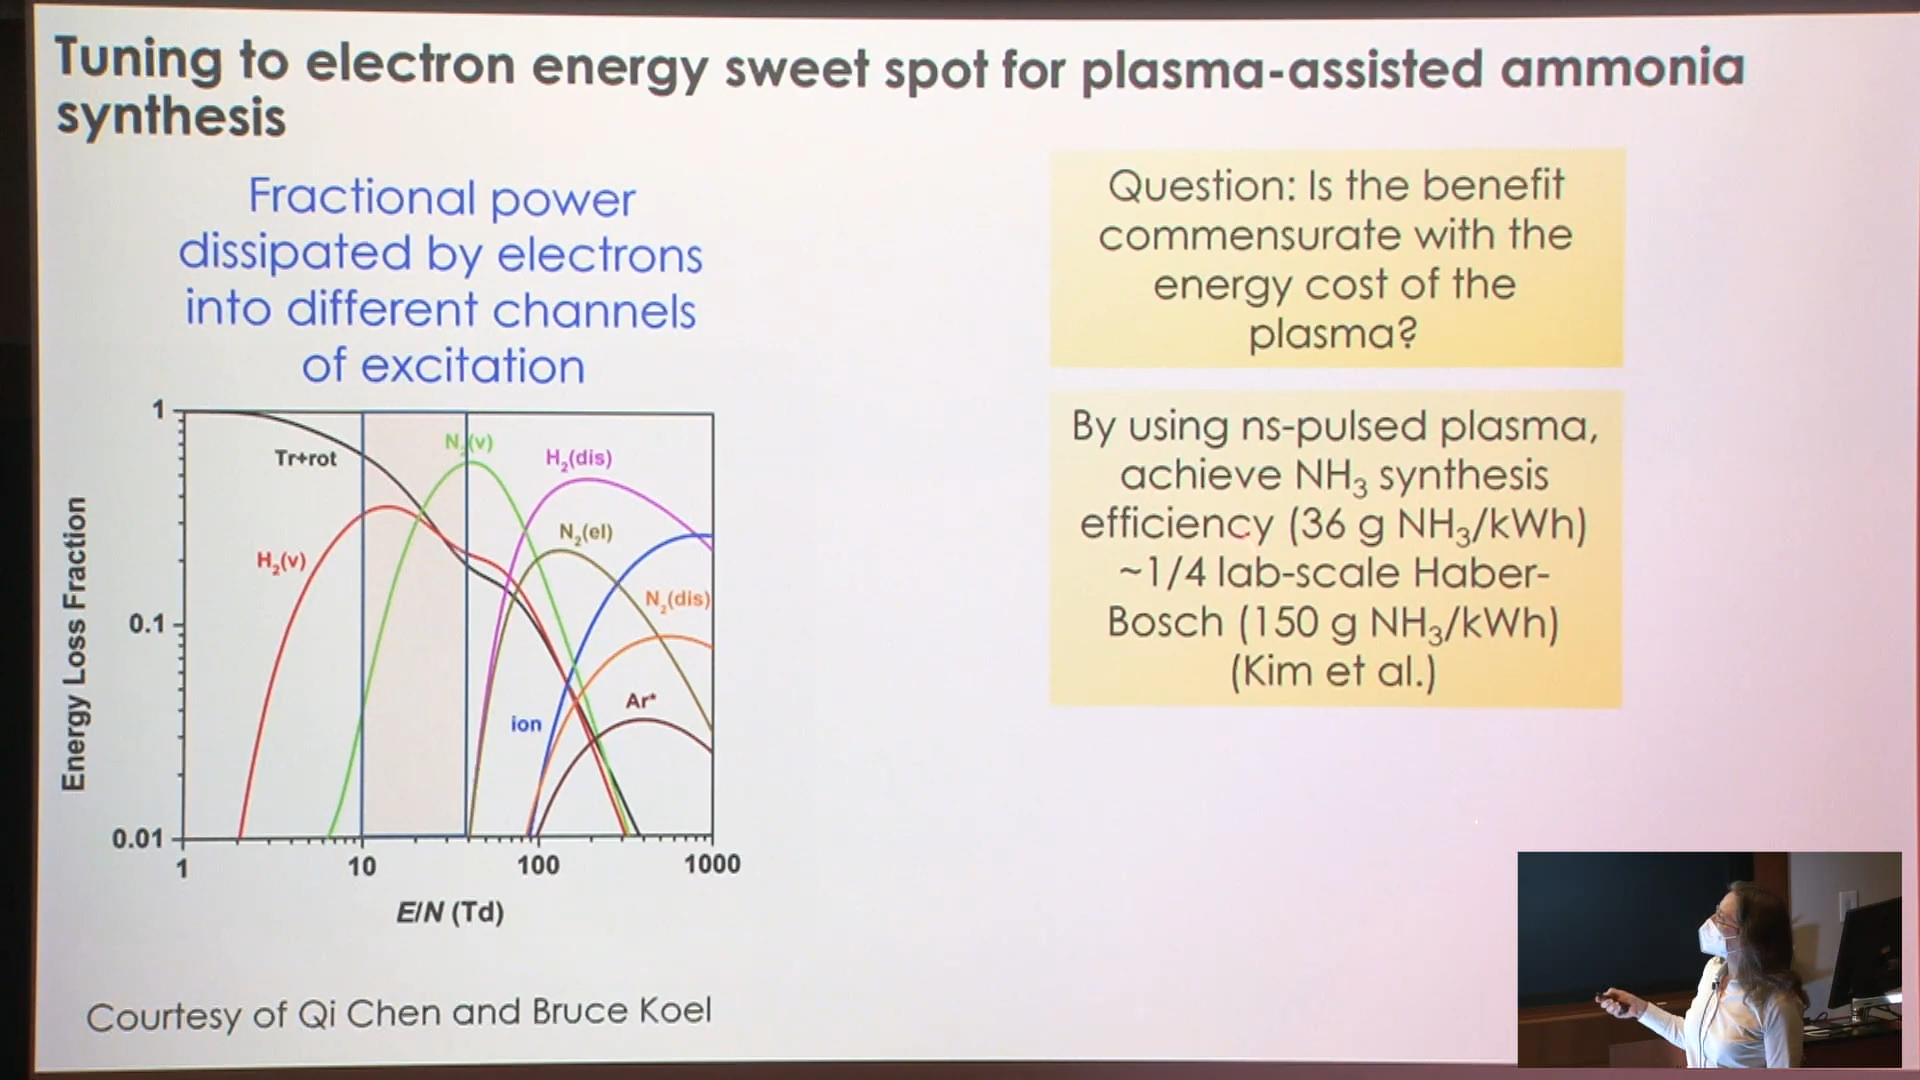 Tuning to electron energy sweet spot for plasma-assisted ammonia
synthesis
Fractional power
dissipated by electrons
into different channels
of excitation
Question: Is the benefit
commensurate with the
energy cost of the
plasma?
By using ns-pulsed plasma,
achieve NH₃ synthesis
efficiency (36 g NH₃/kWh)
~1/4 lab-scale Haber-
Bosch (150 g NH₃/kWh)
(Kim et al.)
Energy Loss Fraction
1
0.1
0.01
Tr+rot
N₂(v)
H₂(dis)
H₂(v)
N₂(el)
N₂(dis)
ion
Ar*
1
10
100
1000
E/N (Td)
Courtesy of Qi Chen and Bruce Koel